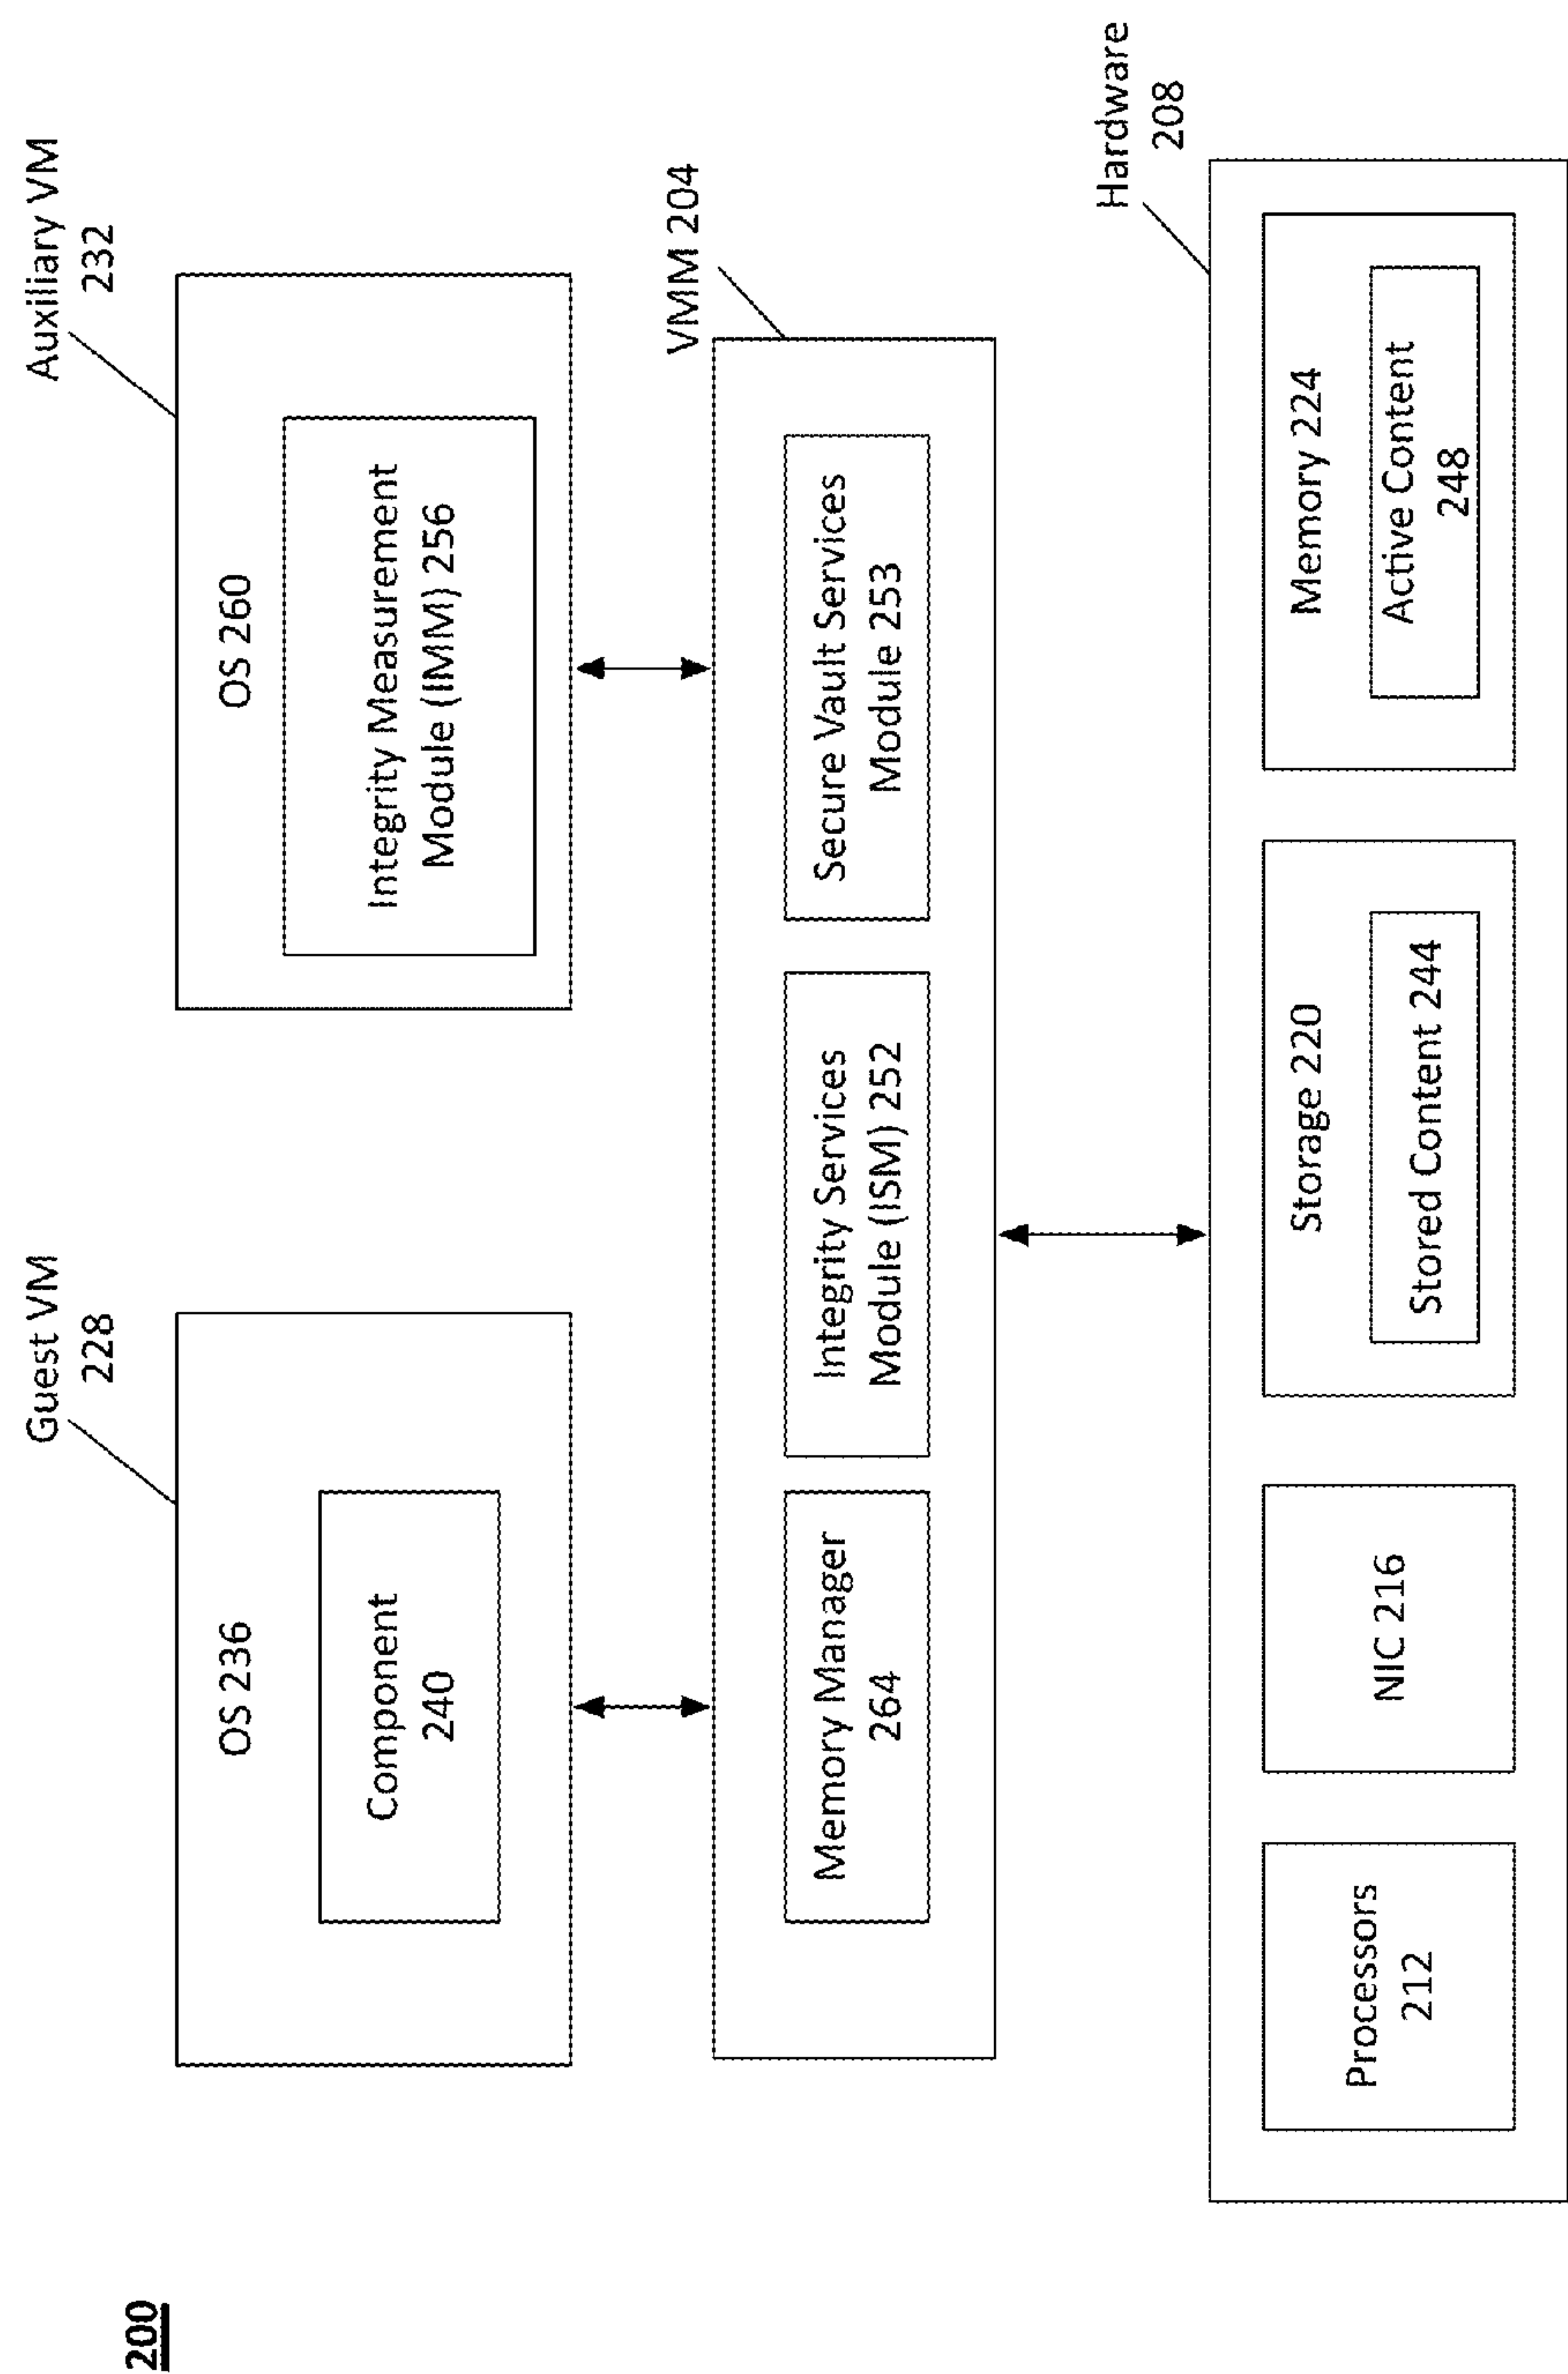 200
Guest VM
228
Auxiliary VM
232
OS 236
Component
240
OS 260
Integrity Measurement
Module (IMM) 256
VMM 204
Memory Manager
264
Integrity Services
Module (ISM) 252
Secure Vault Services
Module 253
Hardware
208
Processors
212
NIC 216
Storage 220
Stored Content 244
Memory 224
Active Content
248